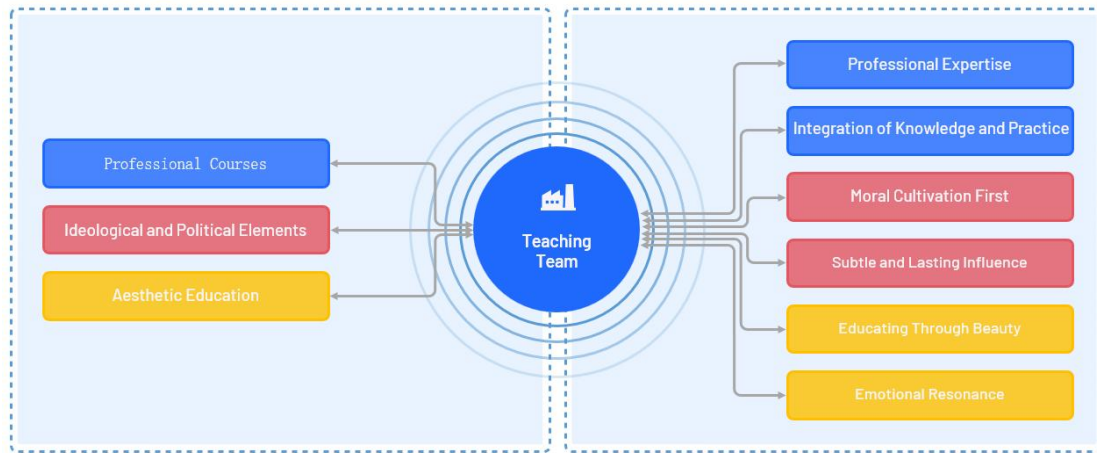 Professional Courses
Ideological and Political Elements
Aesthetic Education
Teaching
Team
Professional Expertise
Integration of Knowledge and Practice
Moral Cultivation First
Subtle and Lasting Influence
Educating Through Beauty
Emotional Resonance